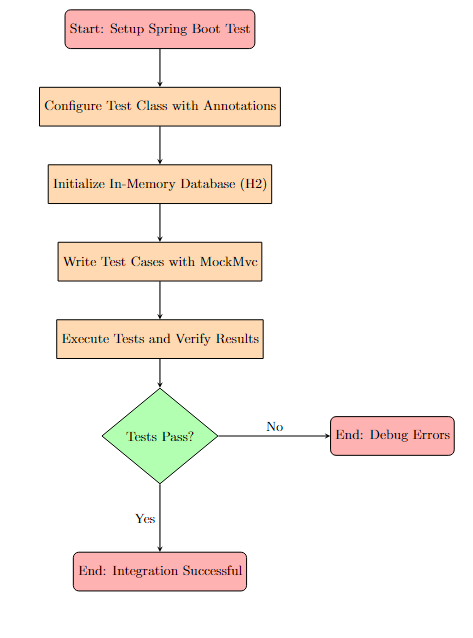 Start: Setup Spring Boot Test
Configure Test Class with Annotations
Initialize In-Memory Database (H2)
Write Test Cases with MockMvc
Execute Tests and Verify Results
Tests Pass?
No
End: Debug Errors
Yes
End: Integration Successful